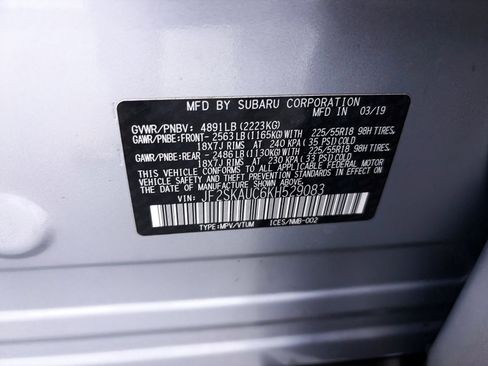 MFD BY SUBARU CORPORATION
MFD IN 03/19
GVWR/PNBV: 4891LB(2223KG)
GAWR/PNBE:FRONT-2563LB(1165KG)WITH 225/55R18 98H TIRES,
18X7J RIMS AT 240 KPA(35 PSI)COLD
GAWR/PNBE:REAR -2486LB(1130KG)WITH 225/55R18 98H TIRES,
18X7J RIMS AT 230 KPA(33 PSI)COLD
THIS VEHICLE CONFORMS TO ALL APPLICABLE FEDERAL MOTOR
VEHICLE SAFETY AND THEFT PREVENTION STANDARDS IN EFFECT ON
THE DATE OF MANUFACTURE SHOWN ABOVE.
VIN: JF2SKAUC6KH529083
TYPE:MPV/VTUM ICES/NMB-002